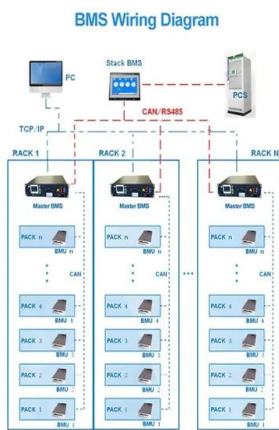 BMS Wiring Diagram
PC
Stack BMS
PCS
CAN/RS485
TCP/IP
RACK 1
RACK 2
RACK N
Master BMS
Master BMS
Master BMS
PACK n
BMU n
PACK n
BMU n
PACK n
BMU n
CAN
CAN
CAN
PACK 4
BMU 4
PACK 4
BMU 4
PACK 4
BMU 4
PACK 3
BMU 3
PACK 3
BMU 3
PACK 3
BMU 3
PACK 2
BMU 2
PACK 2
BMU 2
PACK 2
BMU 2
PACK 1
BMU 1
PACK 1
BMU 1
PACK 1
BMU 1